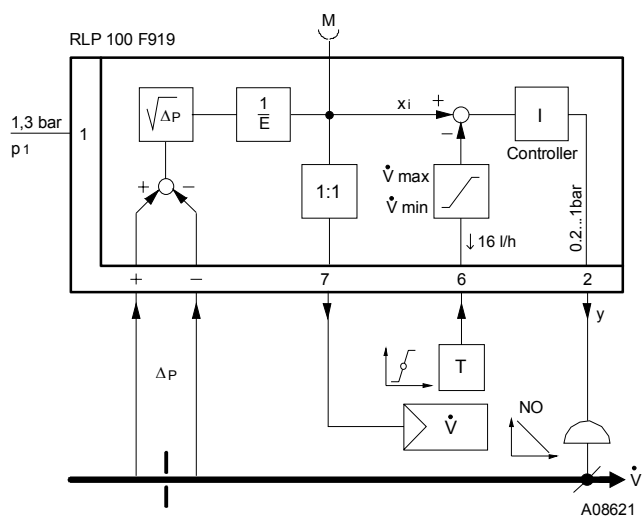 M
RLP 100 F919
1,3 bar
p1
1
√ΔP
1/E
xi
+
−
I
Controller
+
−
1:1
V̇ max
V̇ min
↓16 l/h
0.2...1bar
+
−
7
6
2
y
ΔP
T
V̇
NO
V̇
A08621